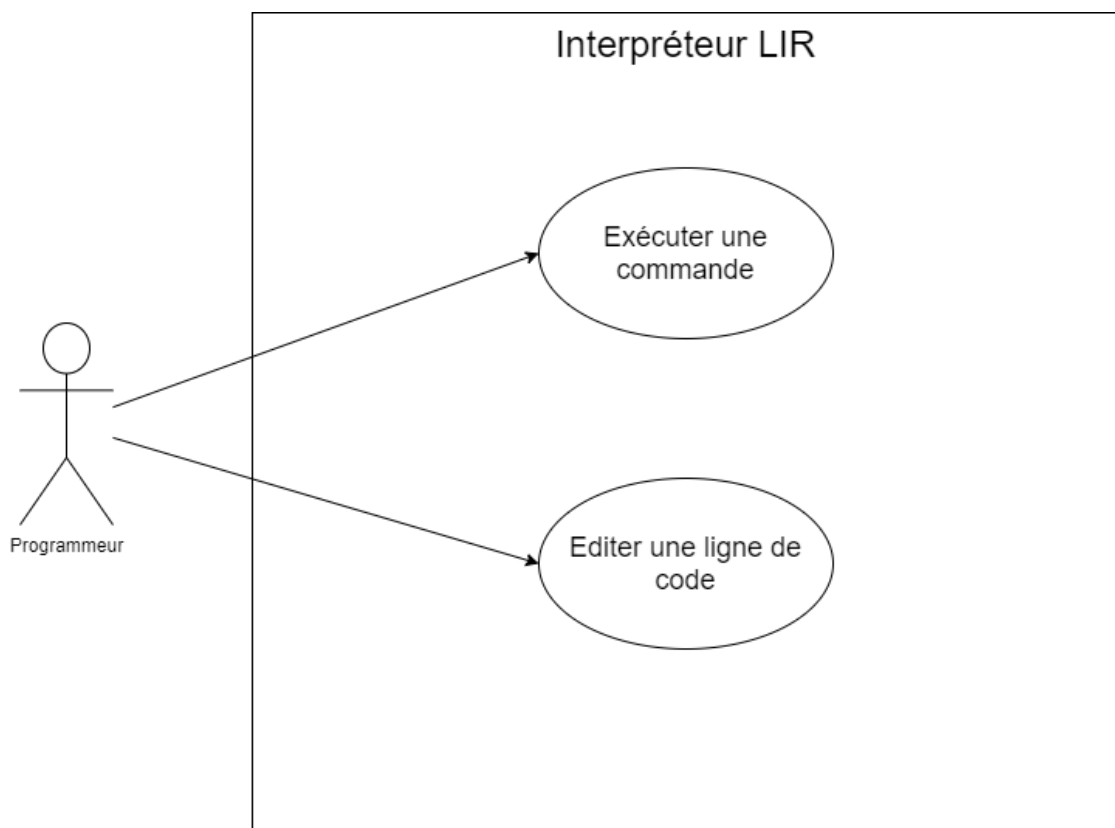 Interpréteur LIR
Exécuter une
commande
Programmeur
Editer une ligne de
code